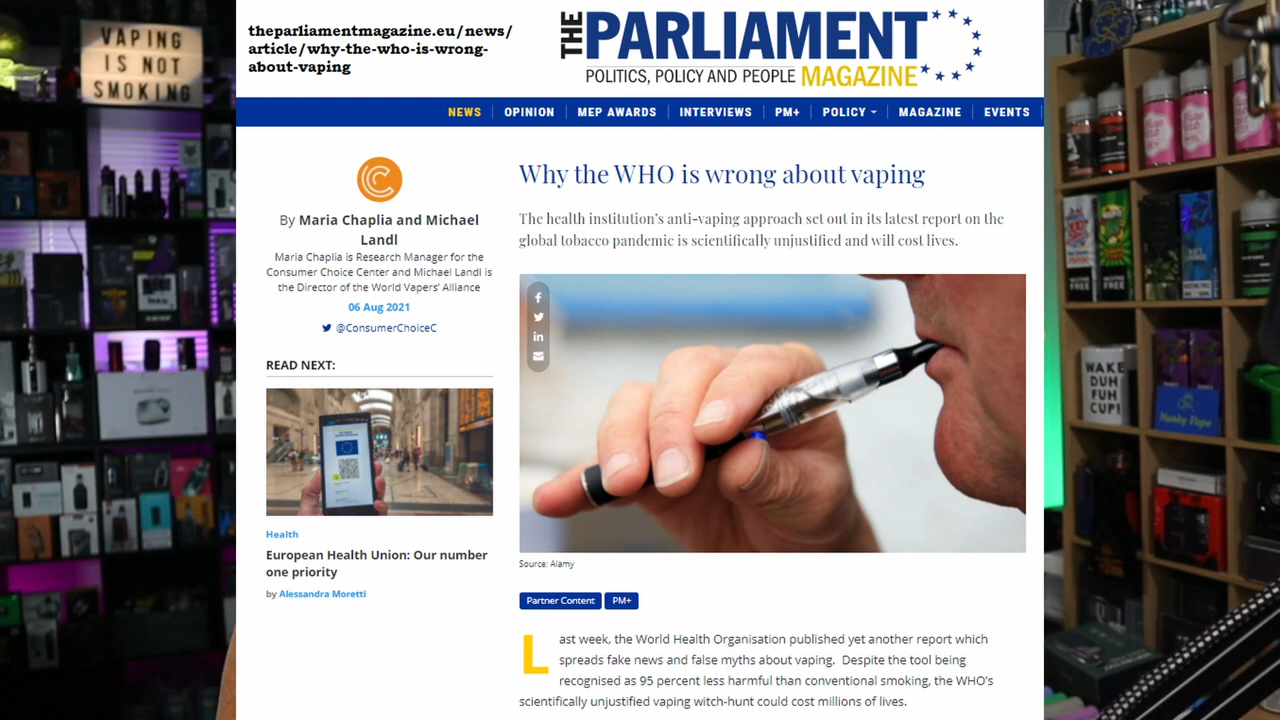 VAPING
IS NOT
SMOKING
theparliamentmagazine.eu/news/
article/why-the-who-is-wrong-
about-vaping
THE PARLIAMENT
POLITICS, POLICY AND PEOPLE MAGAZINE
NEWS OPINION MEP AWARDS INTERVIEWS PM+ POLICY MAGAZINE EVENTS
By Maria Chaplia and Michael
Landl
Maria Chaplia is Research Manager for the
Consumer Choice Center and Michael Landl is
the Director of the World Vapers' Alliance
06 Aug 2021
@ConsumerChoiceC
READ NEXT:
Health
European Health Union: Our number
one priority
by Alessandra Moretti
Why the WHO is wrong about vaping
The health institution's anti-vaping approach set out in its latest report on the
global tobacco pandemic is scientifically unjustified and will cost lives.
Source: Alamy
Partner Content PM+
Last week, the World Health Organisation published yet another report which
spreads fake news and false myths about vaping. Despite the tool being
recognised as 95 percent less harmful than conventional smoking, the WHO's
scientifically unjustified vaping witch-hunt could cost millions of lives.
WAKE
DUH
FUH
CUP!